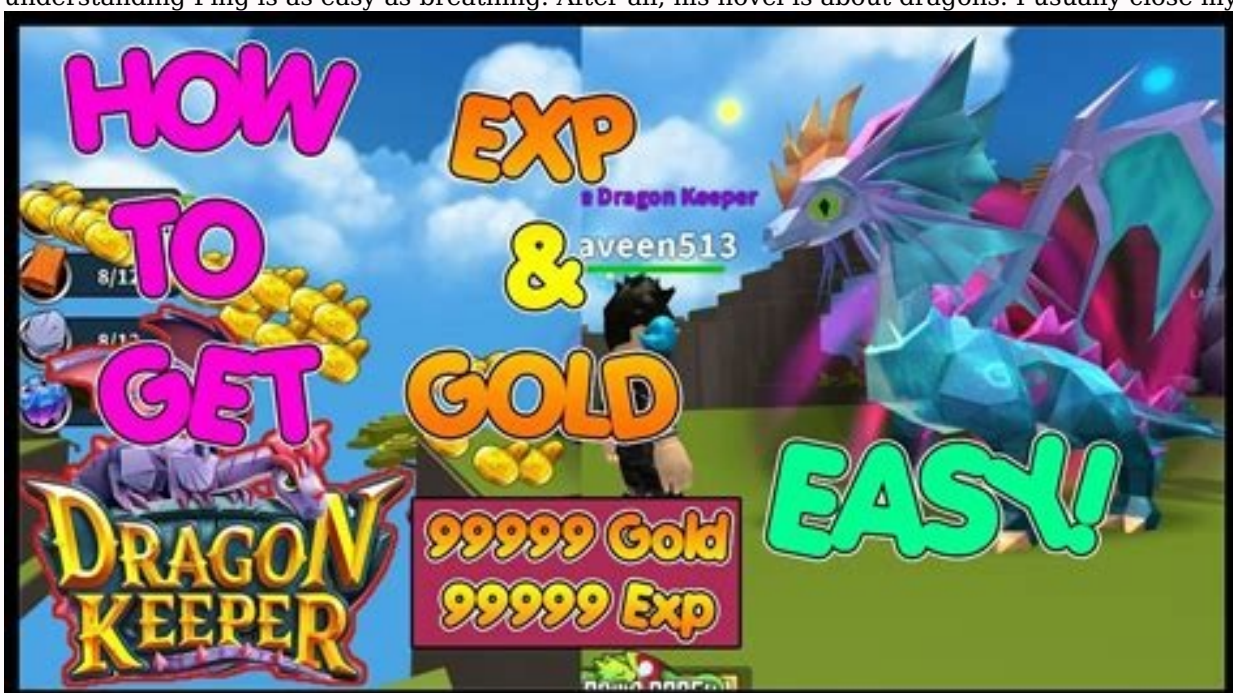 understanding Ping is as easy as breathing. After all, his novel is about dragons. I usually close my
HOW
TO
GET
EXP
&
GOLD
EASY!
e Dragon Keeper
aveen513
8/12
8/12
DRAGON
KEEPER
99999 Gold
99999 Exp